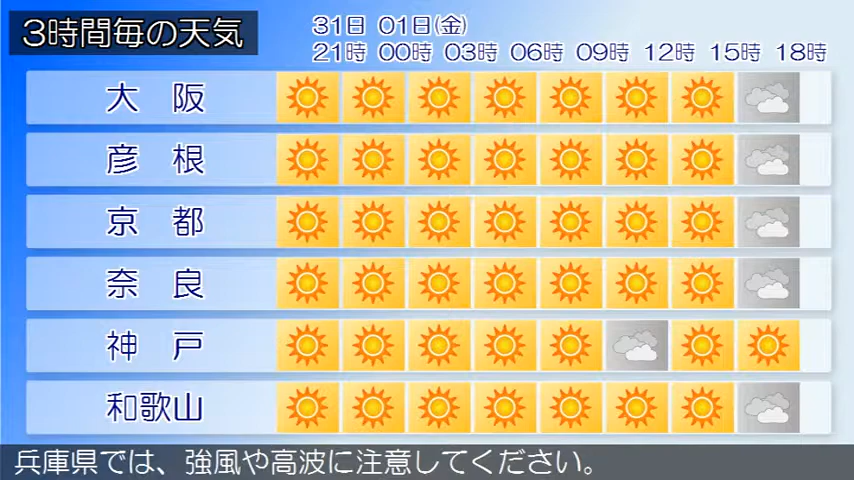 3時間毎の天気
31日 01日(金)
21時 00時 03時 06時 09時 12時 15時 18時
大 阪
彦 根
京 都
奈 良
神 戸
和歌山
兵庫県では、強風や高波に注意してください。